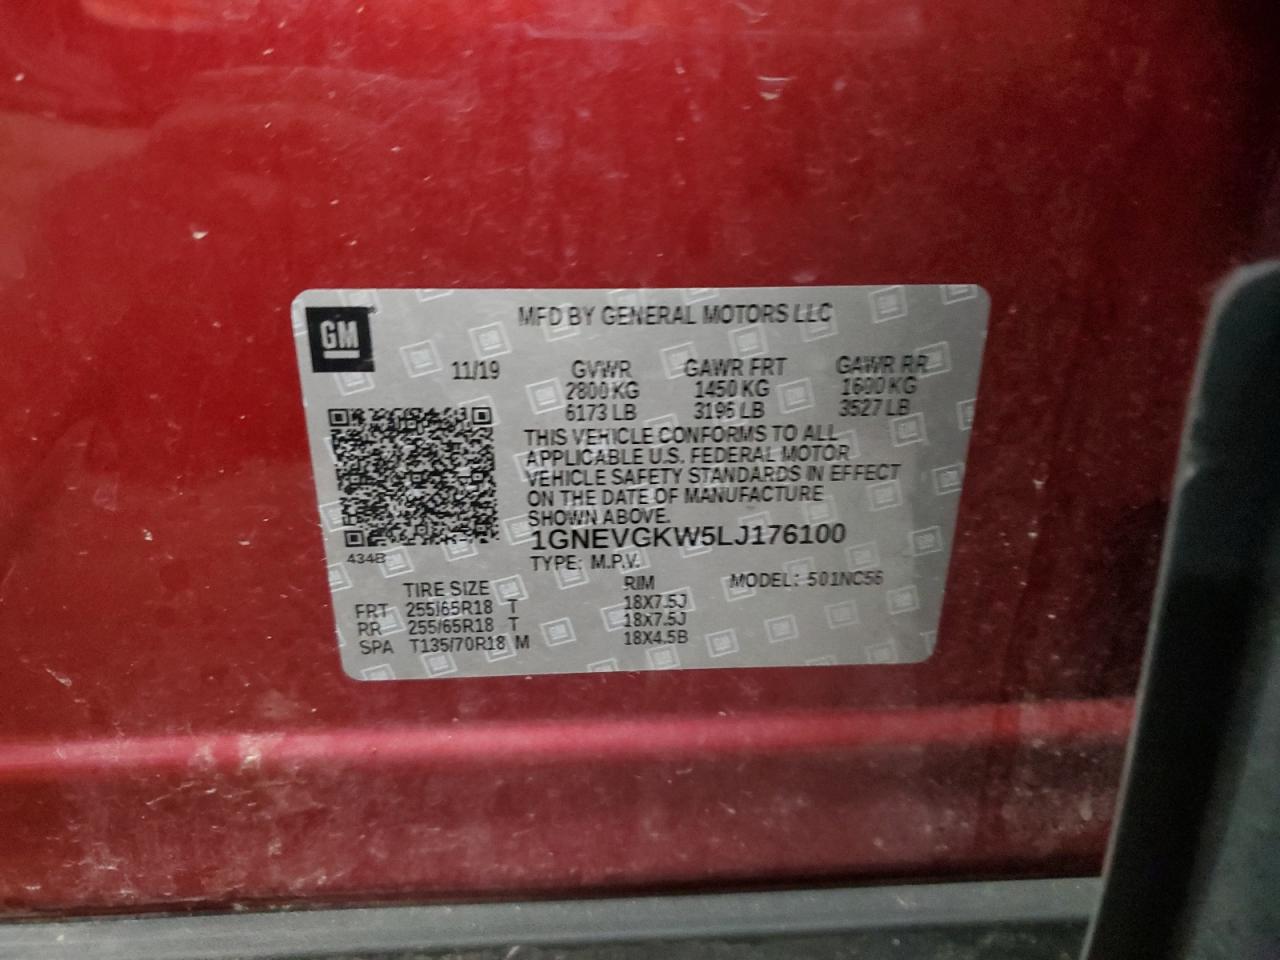 GM
MFD BY GENERAL MOTORS LLC
11/19 GVWR GAWR FRT GAWR RR
2800 KG 1450 KG 1600 KG
6173 LB 3196 LB 3527 LB
THIS VEHICLE CONFORMS TO ALL
APPLICABLE U.S. FEDERAL MOTOR
VEHICLE SAFETY STANDARDS IN EFFECT
ON THE DATE OF MANUFACTURE
SHOWN ABOVE.
1GNEVGKW5LJ176100
434B
TYPE: M.P.V.
TIRE SIZE RIM MODEL: 501NC56
FRT 255/65R18 T 18X7.5J
RR 255/65R18 T 18X7.5J
SPA T135/70R18 M 18X4.5B